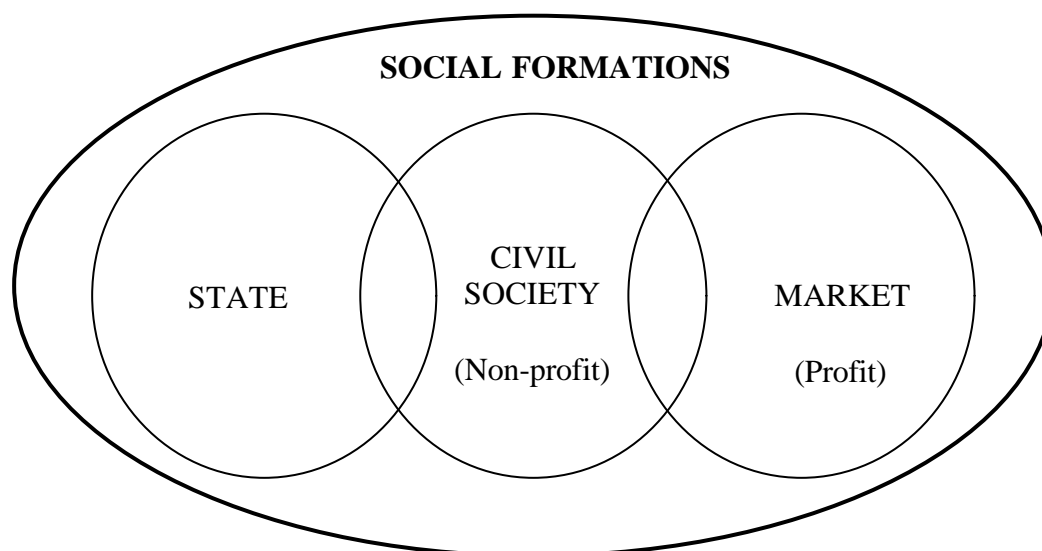 SOCIAL FORMATIONS
STATE
CIVIL
SOCIETY
(Non-profit)
MARKET
(Profit)